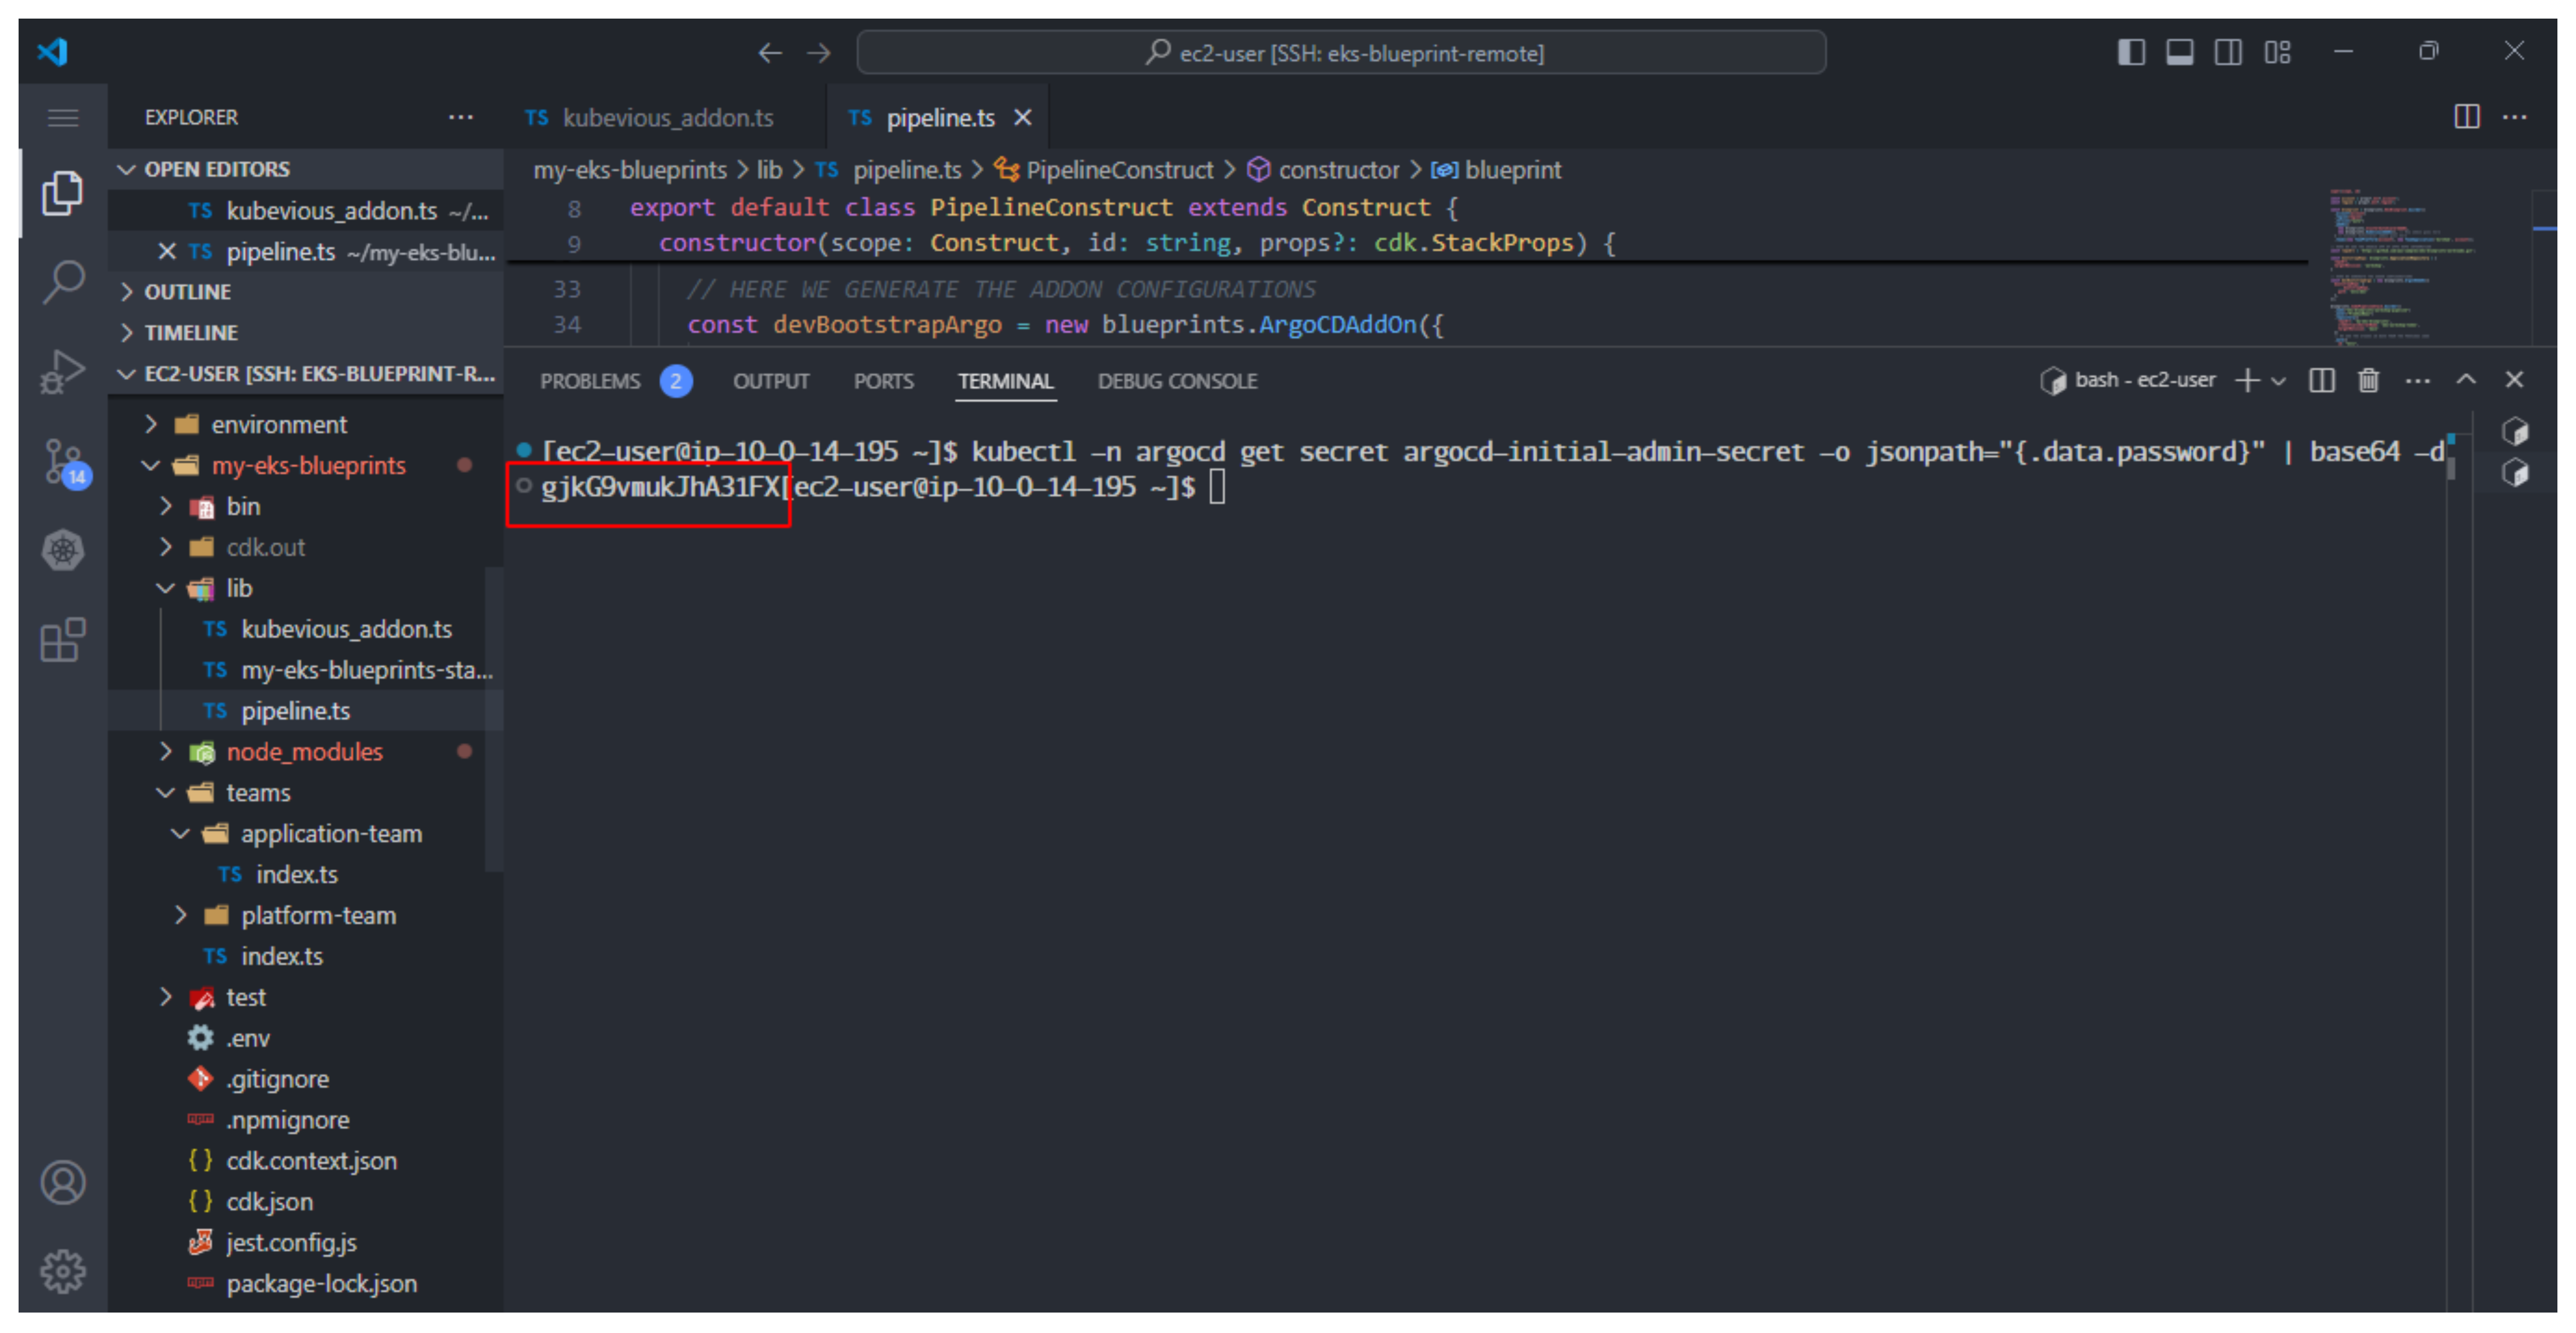 ec2-user [SSH: eks-blueprint-remote]
EXPLORER
TS kubevious_addon.ts
TS pipeline.ts
OPEN EDITORS
TS kubevious_addon.ts ~/...
TS pipeline.ts ~/my-eks-blu...
OUTLINE
TIMELINE
EC2-USER [SSH: EKS-BLUEPRINT-R...
environment
my-eks-blueprints
bin
cdk.out
lib
TS kubevious_addon.ts
TS my-eks-blueprints-sta...
TS pipeline.ts
node_modules
teams
application-team
TS index.ts
platform-team
TS index.ts
test
.env
.gitignore
.npmignore
{ } cdk.context.json
{ } cdk.json
jest.config.js
package-lock.json
14
my-eks-blueprints > lib > TS pipeline.ts > PipelineConstruct > constructor > blueprint
8 export default class PipelineConstruct extends Construct {
9 constructor(scope: Construct, id: string, props?: cdk.StackProps) {
33 // HERE WE GENERATE THE ADDON CONFIGURATIONS
34 const devBootstrapArgo = new blueprints.ArgoCDAddOn({
PROBLEMS 2 OUTPUT PORTS TERMINAL DEBUG CONSOLE
bash - ec2-user
[ec2-user@ip-10-0-14-195 ~]$ kubectl -n argocd get secret argocd-initial-admin-secret -o jsonpath="{.data.password}" | base64 -d
gjkG9vmukJhA31FX[ec2-user@ip-10-0-14-195 ~]$